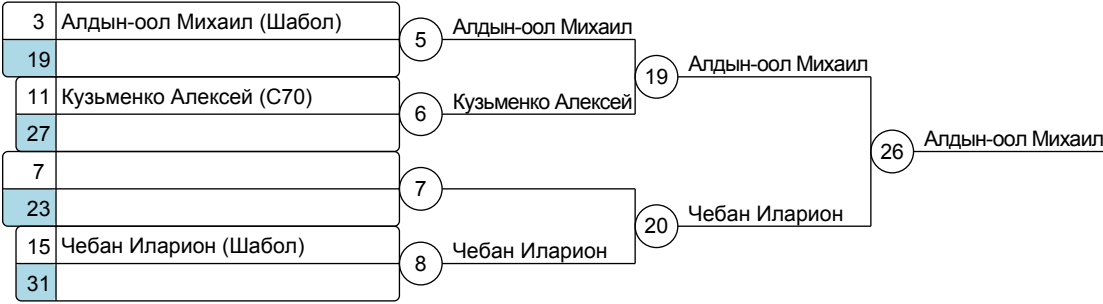 3 Алдын-оол Михаил (Шабол)
19
5 Алдын-оол Михаил
11 Кузьменко Алексей (С70)
27
6 Кузьменко Алексей
19 Алдын-оол Михаил
7
23
7
15 Чебан Иларион (Шабол)
31
8 Чебан Иларион
20 Чебан Иларион
26 Алдын-оол Михаил